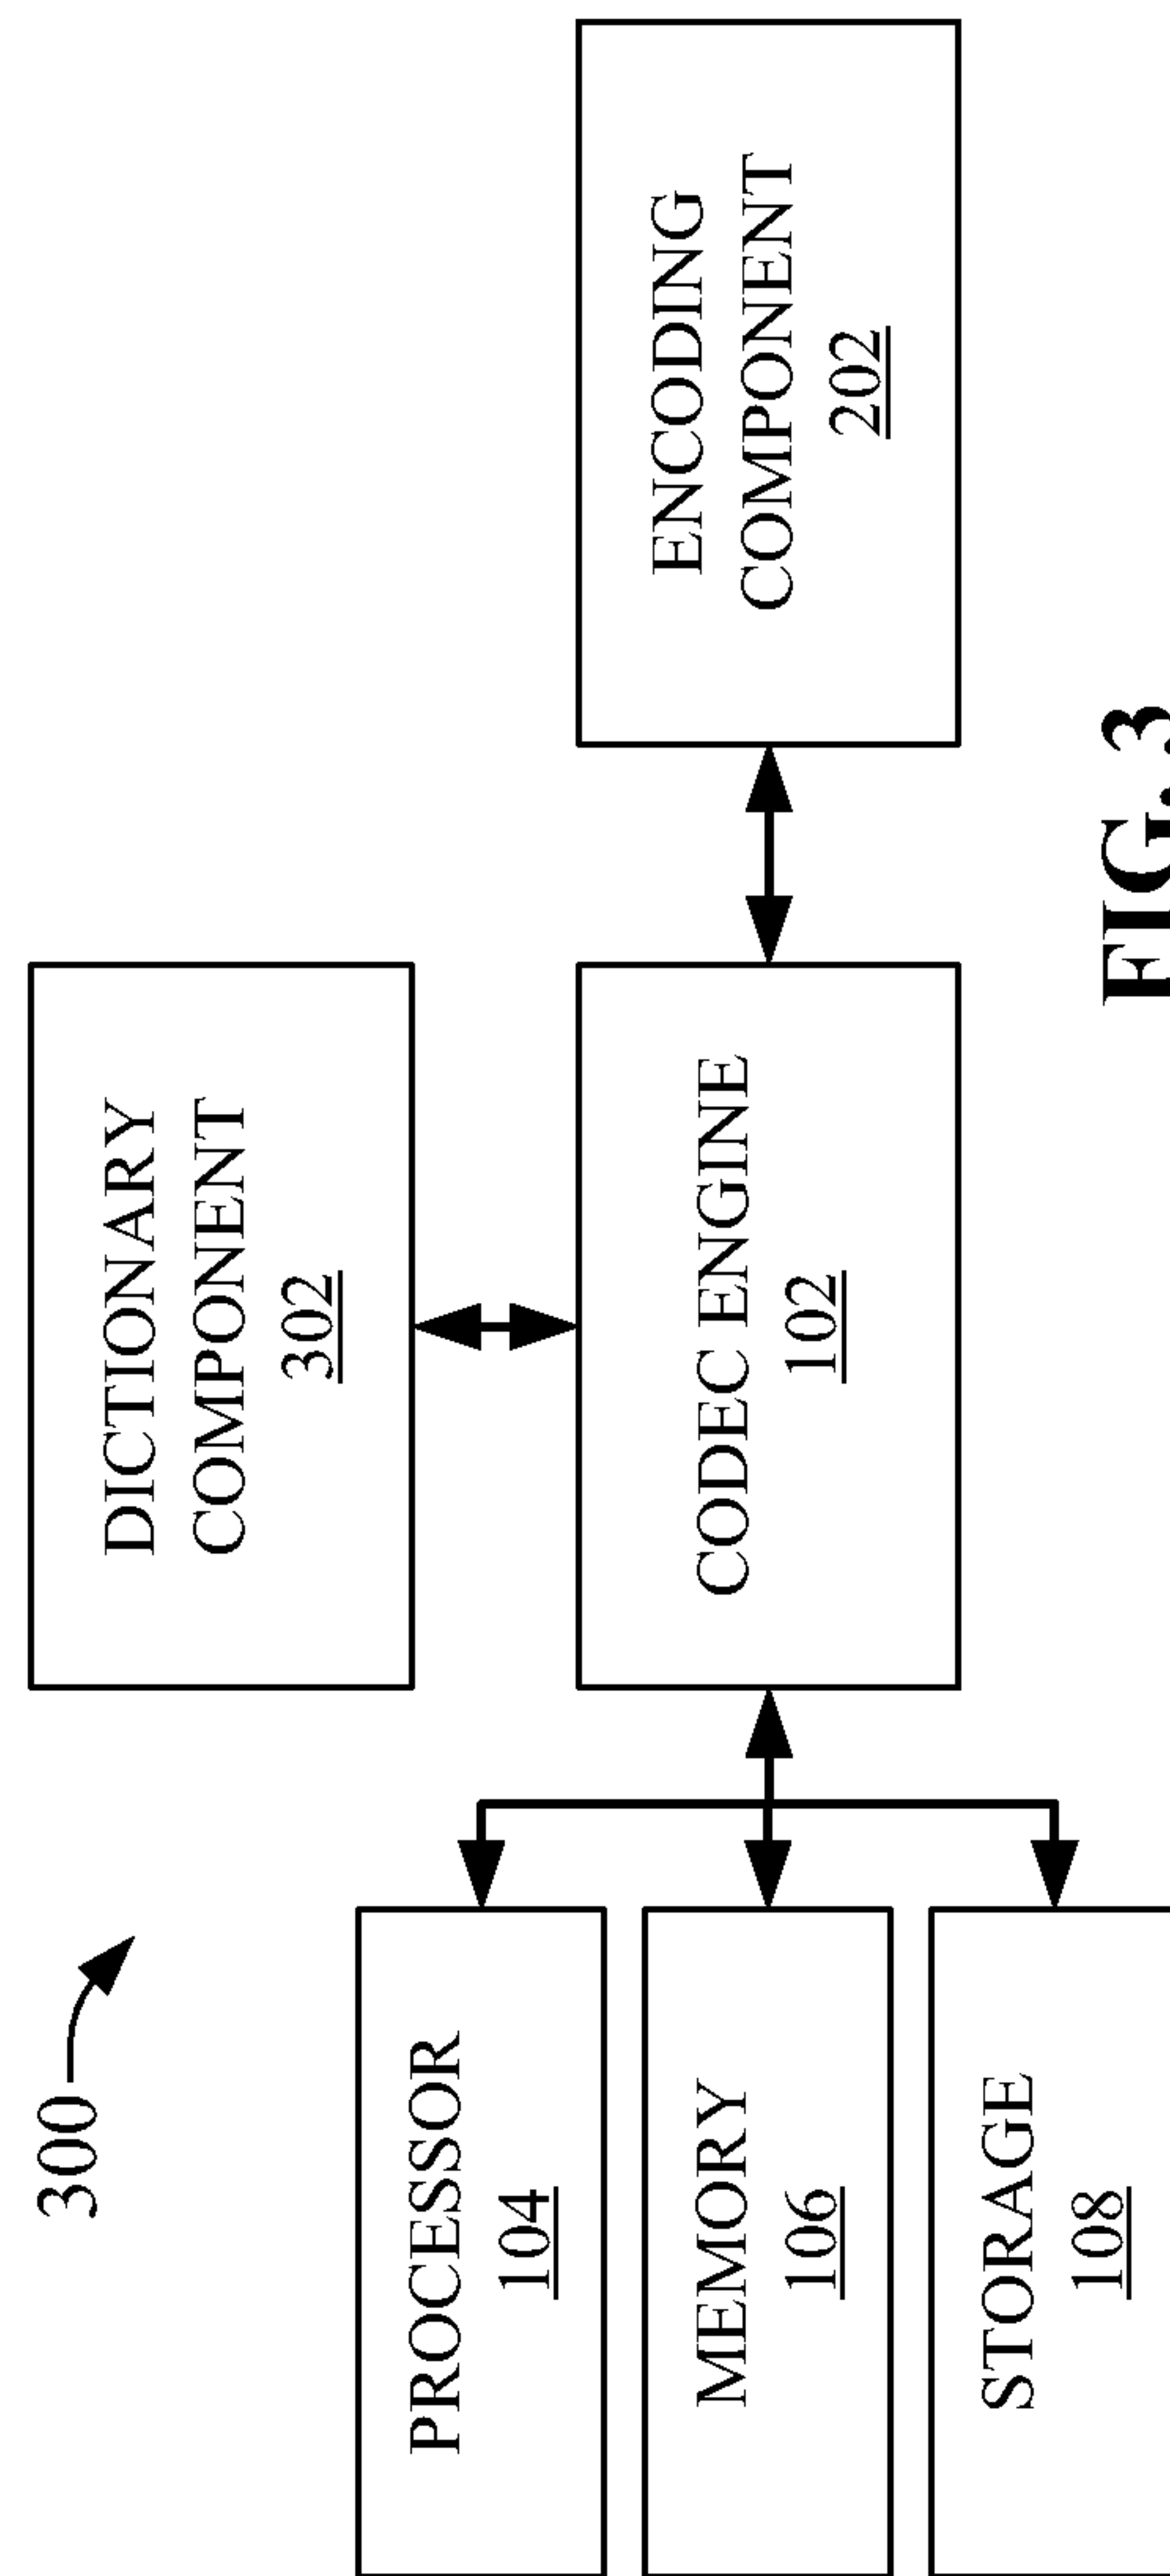 300
DICTIONARY
COMPONENT
302
PROCESSOR
104
MEMORY
106
STORAGE
108
CODEC ENGINE
102
ENCODING
COMPONENT
202
FIG. 3